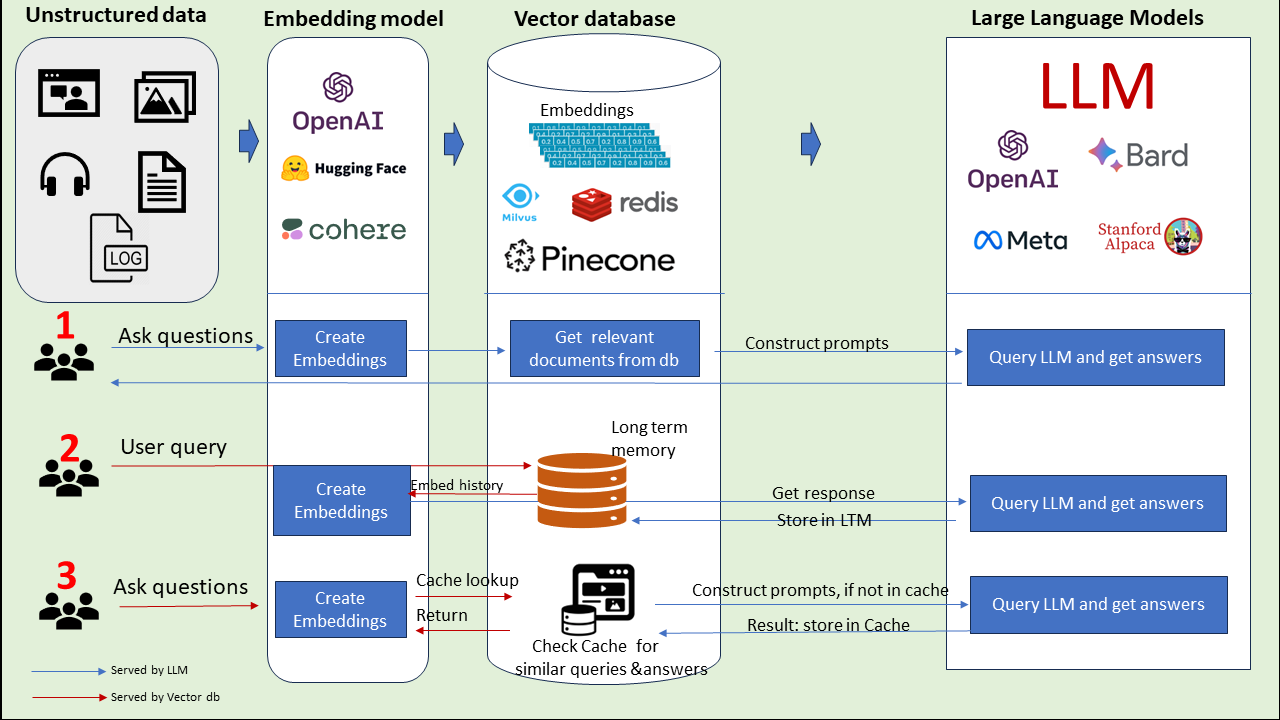 Unstructured data
Embedding model
Vector database
Large Language Models
LOG
OpenAI
Hugging Face
cohere
Embeddings
Milvus
redis
Pinecone
LLM
OpenAI
Bard
Meta
Stanford
Alpaca
1
Ask questions
Create
Embeddings
Get relevant
documents from db
Construct prompts
Query LLM and get answers
2
User query
Create
Embeddings
Embed history
Long term
memory
Get response
Store in LTM
Query LLM and get answers
3
Ask questions
Create
Embeddings
Cache lookup
Return
Check Cache for
similar queries &answers
Construct prompts, if not in cache
Result: store in Cache
Query LLM and get answers
Served by LLM
Served by Vector db